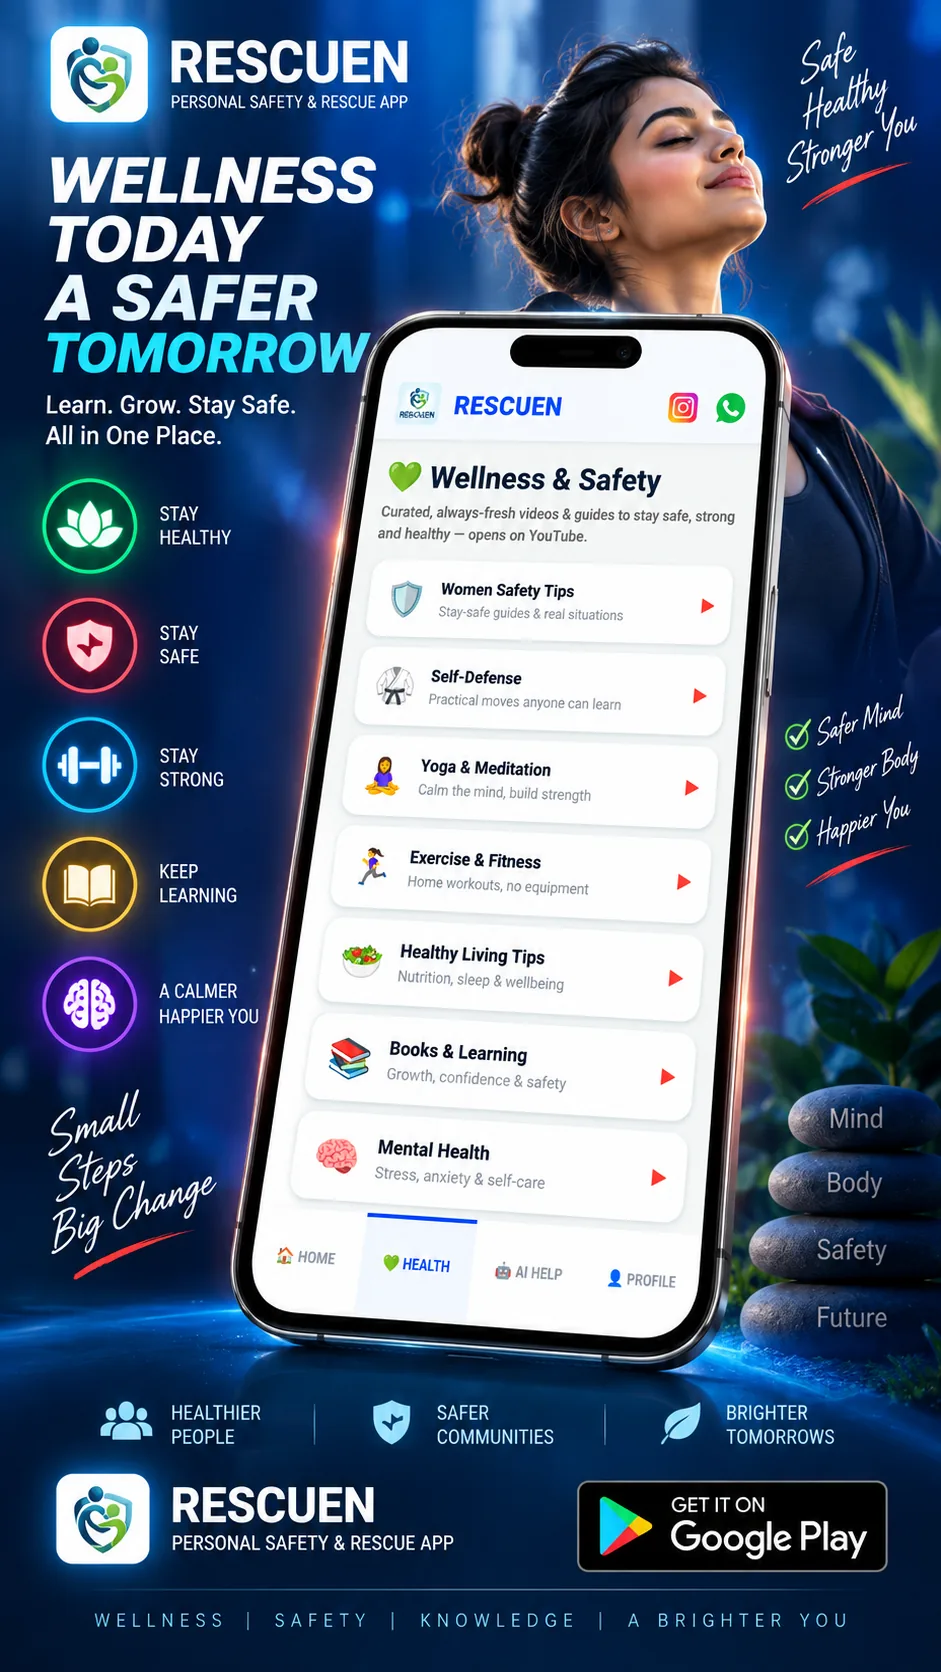 RESCUEN
PERSONAL SAFETY & RESCUE APP
Safe
Healthy
Stronger You
WELLNESS
TODAY
A SAFER
TOMORROW
Learn. Grow. Stay Safe.
All in One Place.
STAY
HEALTHY
STAY
SAFE
STAY
STRONG
KEEP
LEARNING
A CALMER
HAPPIER YOU
Small
Steps
Big Change
RESCUEN
RESCUEN
Wellness & Safety
Curated, always-fresh videos & guides to stay safe, strong
and healthy — opens on YouTube.
Women Safety Tips
Stay-safe guides & real situations
Self-Defense
Practical moves anyone can learn
Yoga & Meditation
Calm the mind, build strength
Exercise & Fitness
Home workouts, no equipment
Healthy Living Tips
Nutrition, sleep & wellbeing
Books & Learning
Growth, confidence & safety
Mental Health
Stress, anxiety & self-care
HOME
HEALTH
AI HELP
PROFILE
Safer Mind
Stronger Body
Happier You
Mind
Body
Safety
Future
HEALTHIER
PEOPLE
SAFER
COMMUNITIES
BRIGHTER
TOMORROWS
RESCUEN
PERSONAL SAFETY & RESCUE APP
GET IT ON
Google Play
WELLNESS | SAFETY | KNOWLEDGE | A BRIGHTER YOU